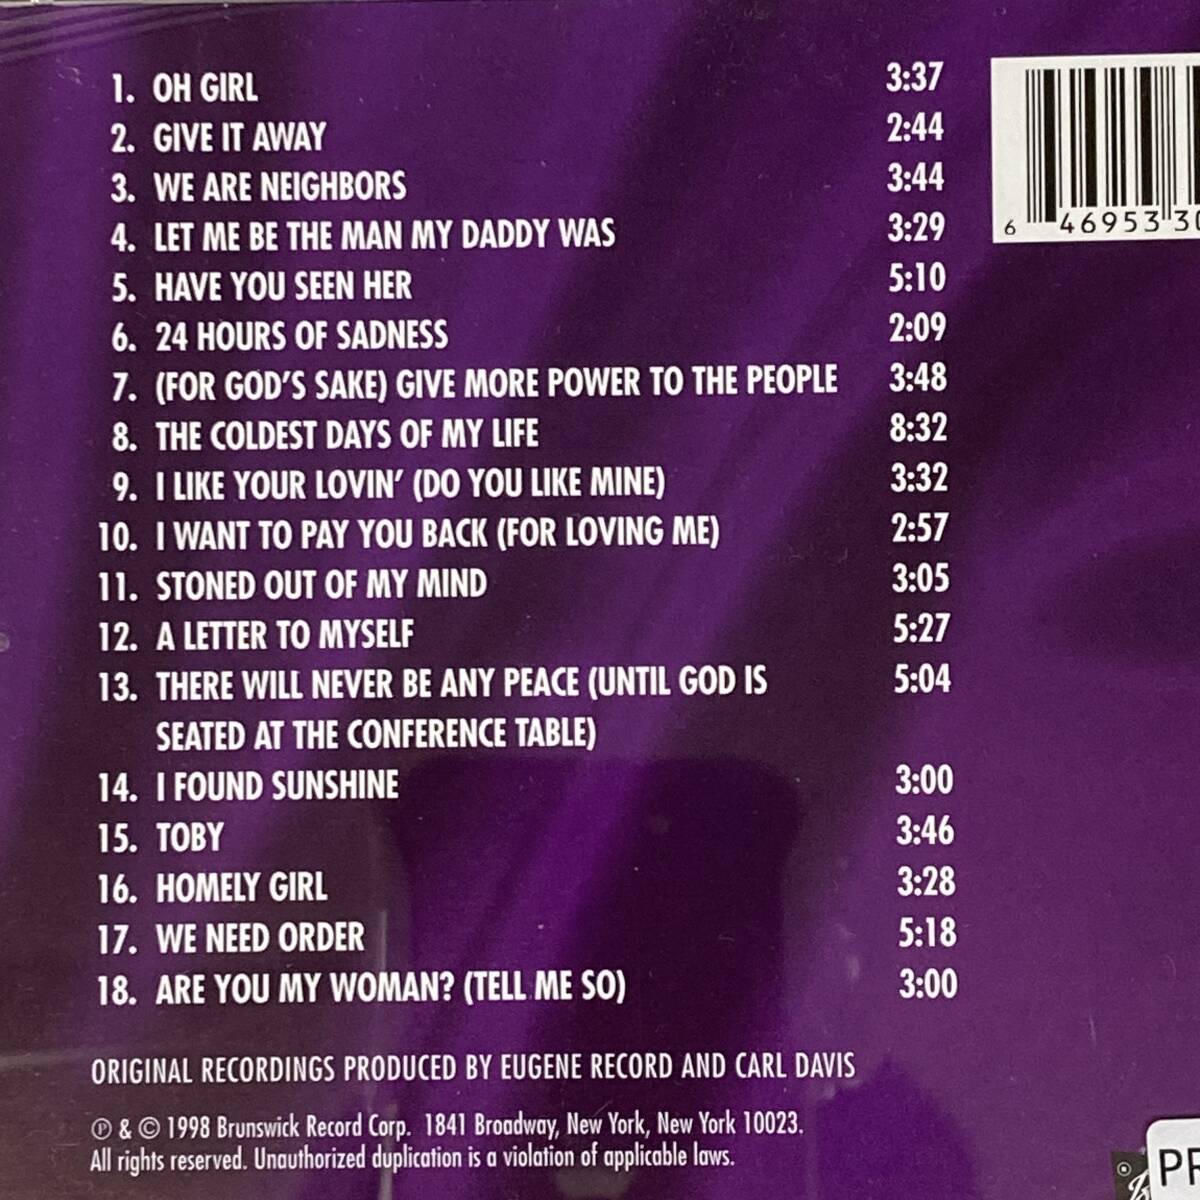 1. OH GIRL 3:37
2. GIVE IT AWAY 2:44
3. WE ARE NEIGHBORS 3:44
4. LET ME BE THE MAN MY DADDY WAS 3:29
5. HAVE YOU SEEN HER 5:10
6. 24 HOURS OF SADNESS 2:09
7. (FOR GOD'S SAKE) GIVE MORE POWER TO THE PEOPLE 3:48
8. THE COLDEST DAYS OF MY LIFE 8:32
9. I LIKE YOUR LOVIN' (DO YOU LIKE MINE) 3:32
10. I WANT TO PAY YOU BACK (FOR LOVING ME) 2:57
11. STONED OUT OF MY MIND 3:05
12. A LETTER TO MYSELF 5:27
13. THERE WILL NEVER BE ANY PEACE (UNTIL GOD IS 5:04
SEATED AT THE CONFERENCE TABLE)
14. I FOUND SUNSHINE 3:00
15. TOBY 3:46
16. HOMELY GIRL 3:28
17. WE NEED ORDER 5:18
18. ARE YOU MY WOMAN? (TELL ME SO) 3:00
6 46953 30
ORIGINAL RECORDINGS PRODUCED BY EUGENE RECORD AND CARL DAVIS
℗ & © 1998 Brunswick Record Corp. 1841 Broadway, New York, New York 10023.
All rights reserved. Unauthorized duplication is a violation of applicable laws.